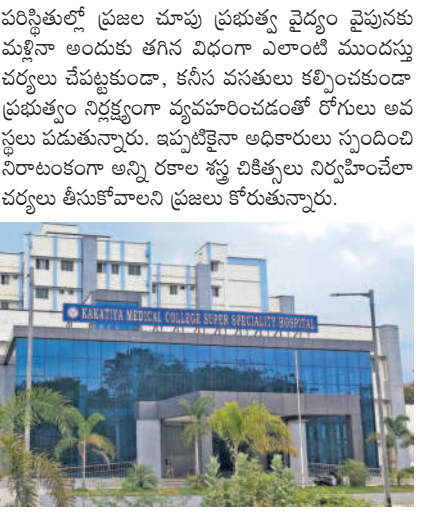 పరిస్థితుల్లో ప్రజల చూపు ప్రభుత్వ వైద్యం వైపునకు
మళ్లినా అందుకు తగిన విధంగా ఎలాంటి ముందస్తు
చర్యలు చేపట్టకుండా, కనీస వసతులు కల్పించకుండా
ప్రభుత్వం నిర్లక్ష్యంగా వ్యవహరించడంతో రోగులు అవ
స్థలు పడుతున్నారు. ఇప్పటికైనా అధికారులు స్పందించి
నిరాటంకంగా అన్ని రకాల శస్త్ర చికిత్సలు నిర్వహించేలా
చర్యలు తీసుకోవాలని ప్రజలు కోరుతున్నారు.
KAKATIYA MEDICAL COLLEGE SUPER SPECIALITY HOSPITAL